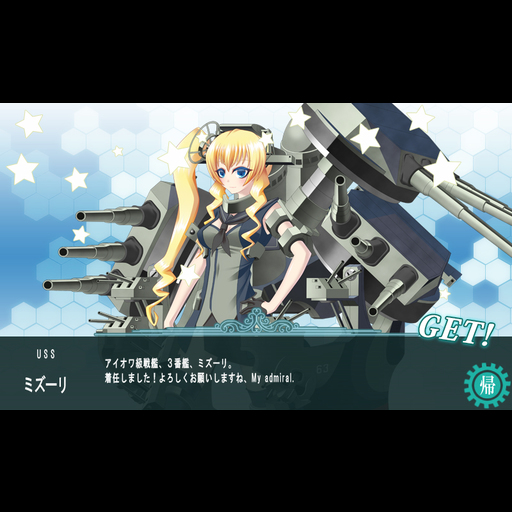 GET!
USS
ミズーリ
アイオワ級戦艦、３番艦、ミズーリ。
着任しました！よろしくお願いしますね、My admiral.
帰
63